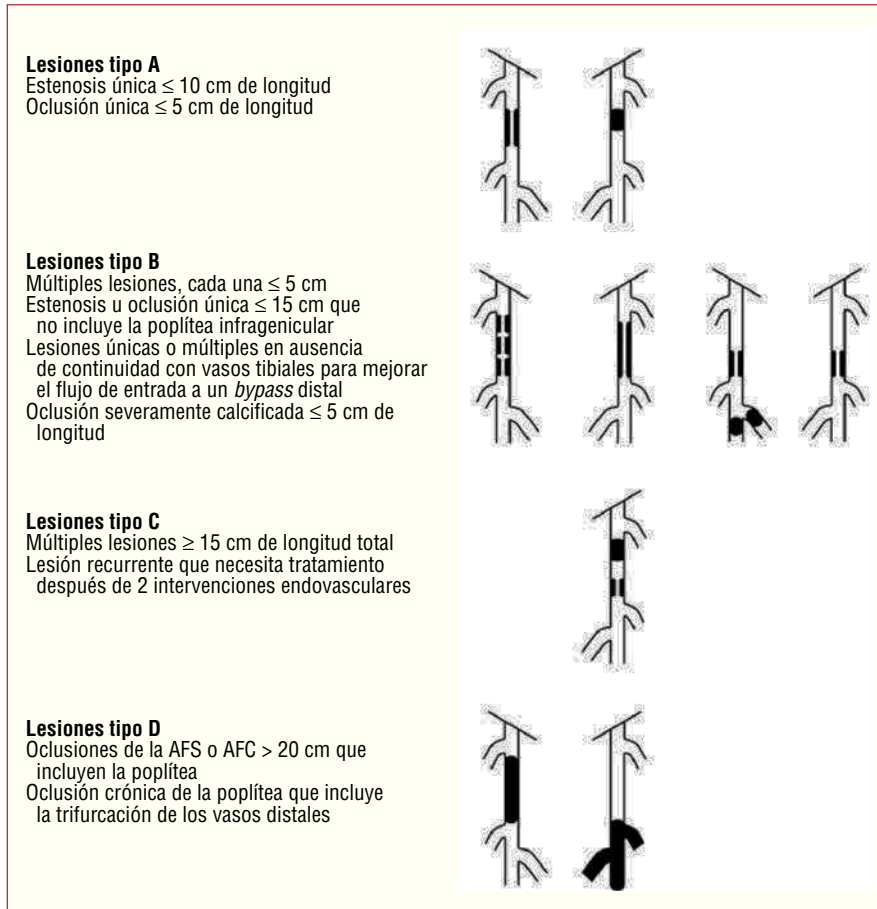 Lesiones tipo A
Estenosis única ≤ 10 cm de longitud
Oclusión única ≤ 5 cm de longitud
Lesiones tipo B
Múltiples lesiones, cada una ≤ 5 cm
Estenosis u oclusión única ≤ 15 cm que
no incluye la poplítea infragenicular
Lesiones únicas o múltiples en ausencia
de continuidad con vasos tibiales para mejorar
el flujo de entrada a un bypass distal
Oclusión severamente calcificada ≤ 5 cm de
longitud
Lesiones tipo C
Múltiples lesiones ≥ 15 cm de longitud total
Lesión recurrente que necesita tratamiento
después de 2 intervenciones endovasculares
Lesiones tipo D
Oclusiones de la AFS o AFC > 20 cm que
incluyen la poplítea
Oclusión crónica de la poplítea que incluye
la trifurcación de los vasos distales